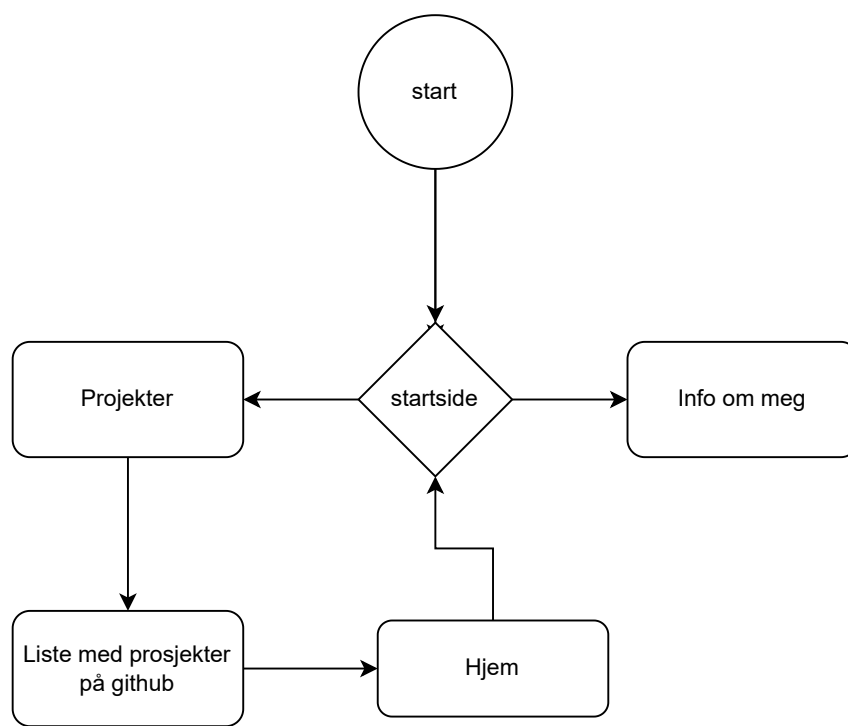 start
Projekter
startside
Info om meg
Liste med prosjekter
på github
Hjem